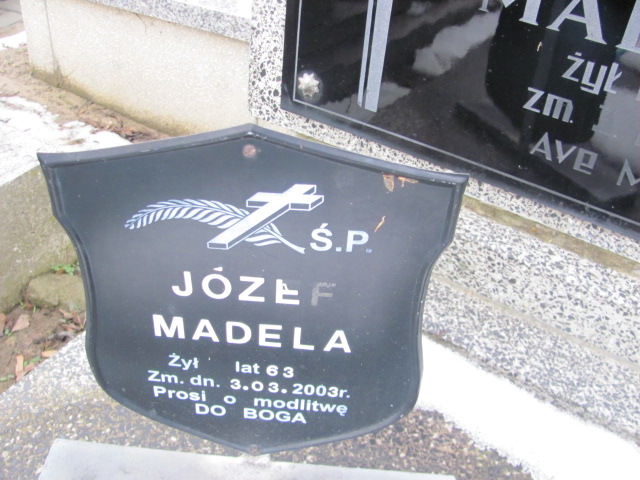 Ś.P.
JÓZEF
MADELA
Żył lat 63
Zm. dn. 3.03.2003r.
Prosi o modlitwę
DO BOGA
żył
zm.
AVE